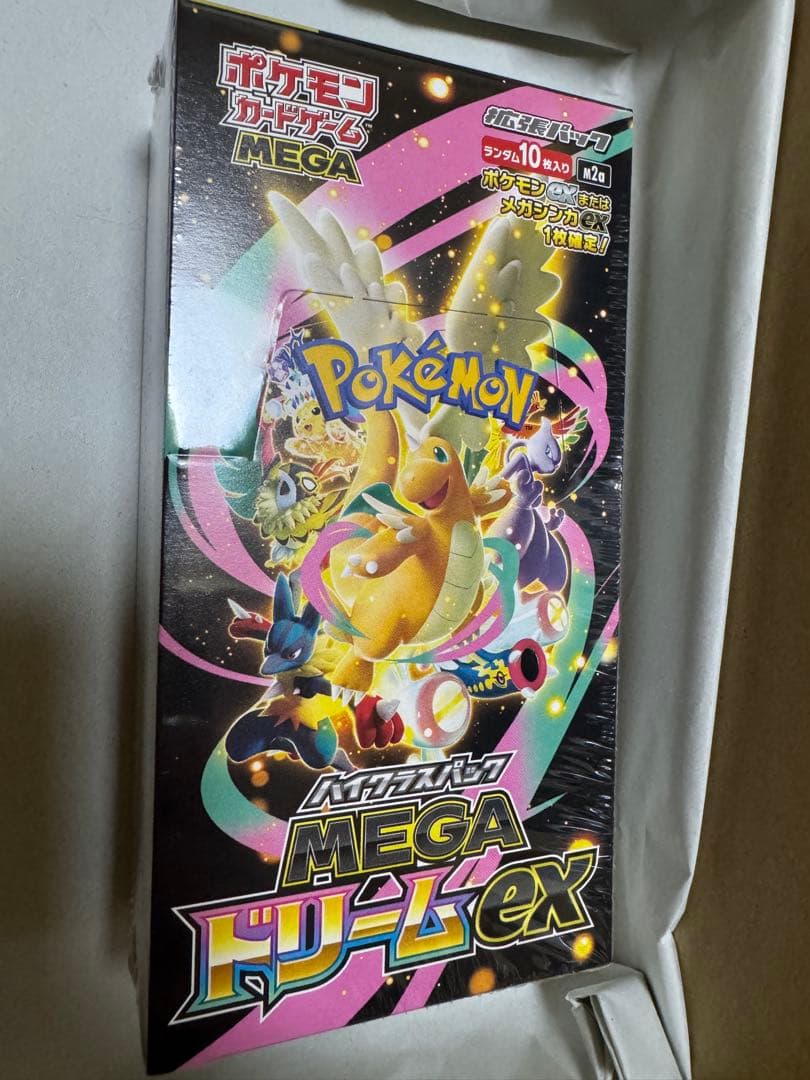 ポケモン
カードゲーム
MEGA
拡張パック
ランダム10枚入り M2a
ポケモンexまたは
メガシンカex
1枚確定!
POKéMON
TM
ハイクラスパック
MEGA
ドリームex